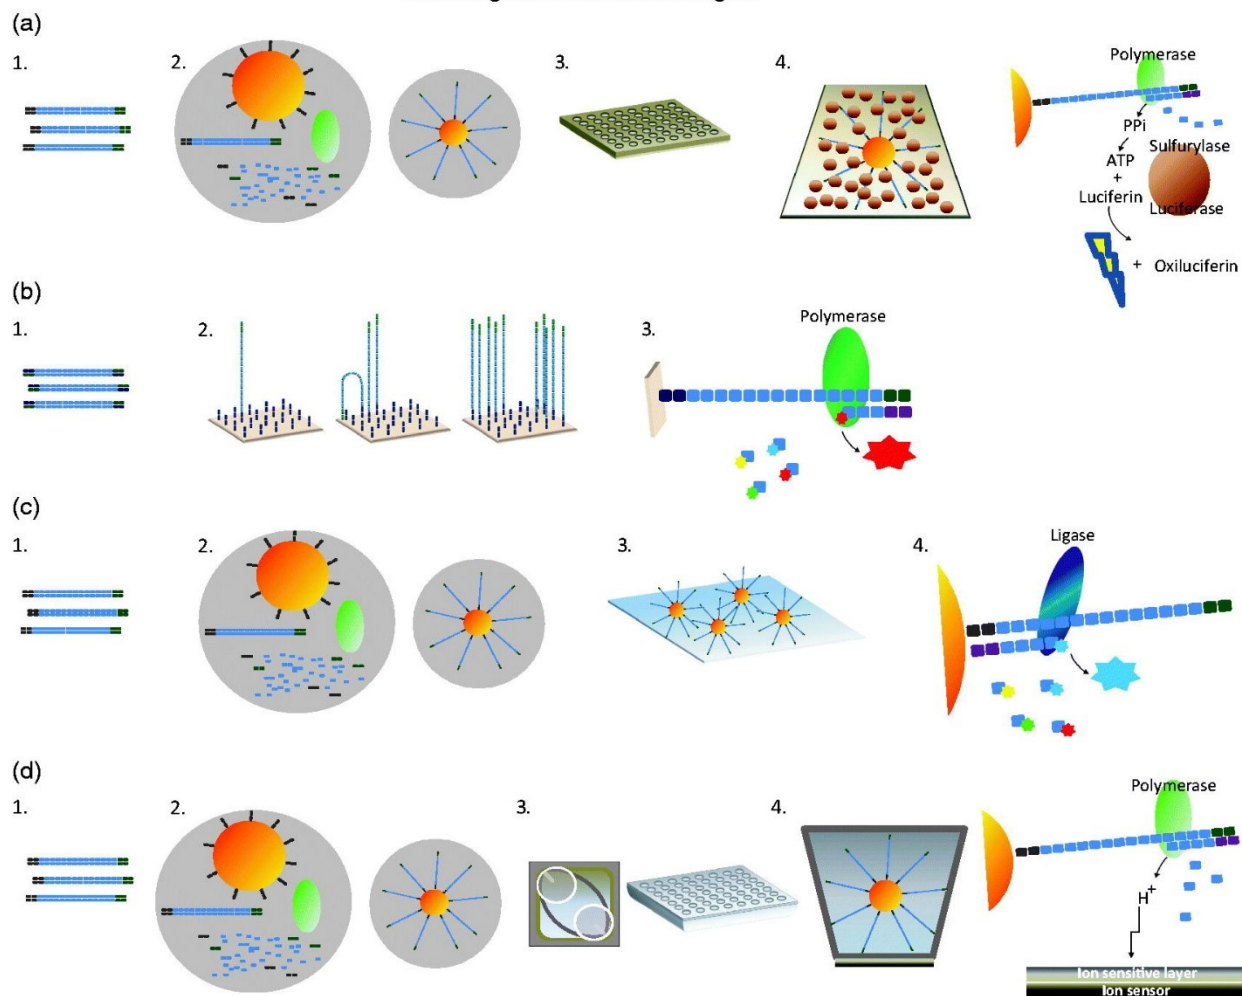 (a)
1.
2.
3.
4.
Polymerase
PPi
ATP
+
Luciferin
Sulfurylase
Luciferase
+ Oxiluciferin
(b)
1.
2.
3.
Polymerase
(c)
1.
2.
3.
4.
Ligase
(d)
1.
2.
3.
4.
Polymerase
H+
Ion sensitive layer
Ion sensor